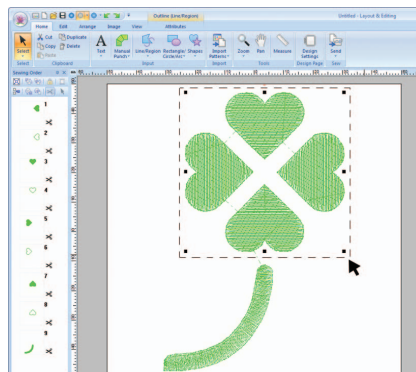 Outline (Line/Region)
Untitled - Layout & Editing
Home Edit Arrange Image View Attributes
Select
Cut
Copy
Paste
Duplicate
Delete
Text
Manual Punch
Line/Region
Rectangle/Circle/Arc
Shapes
Import Patterns
Zoom
Pan
Measure
Design Settings
Send
Select Clipboard Input Import Tools Design Page Sew
Sewing Order
1
2
3
4
5
6
7
8
9